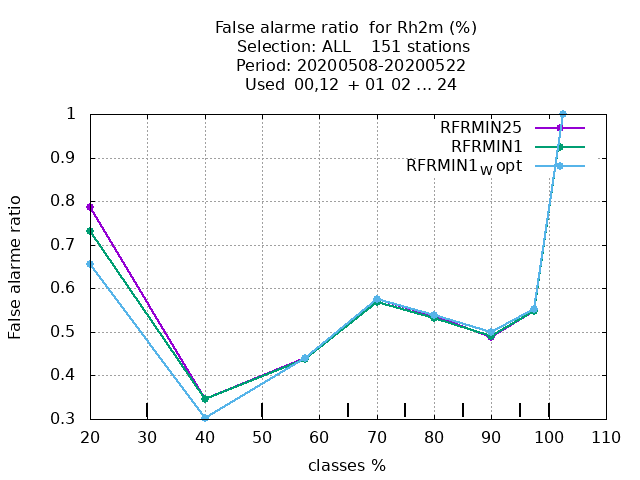 False alarme ratio  for Rh2m (%)
Selection: ALL    151 stations
Period: 20200508-20200522
Used  00,12  + 01 02 ... 24
RFRMIN25
RFRMIN1
RFRMIN1W opt
False alarme ratio
1
0.9
0.8
0.7
0.6
0.5
0.4
0.3
20 30 40 50 60 70 80 90 100 110
classes %